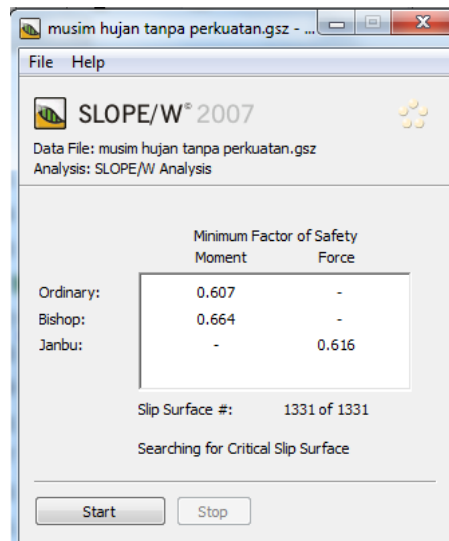 musim hujan tanpa perkuatan.gsz - ...
File Help
SLOPE/W® 2007
Data File: musim hujan tanpa perkuatan.gsz
Analysis: SLOPE/W Analysis
Minimum Factor of Safety
Moment Force
Ordinary: 0.607 -
Bishop: 0.664 -
Janbu: - 0.616
Slip Surface #: 1331 of 1331
Searching for Critical Slip Surface
Start Stop